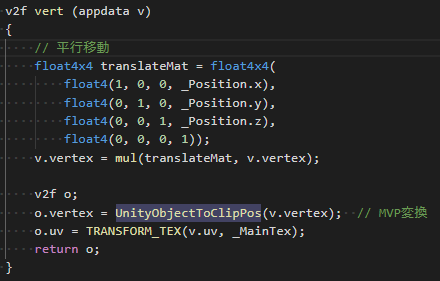 v2f vert (appdata v)
{
    // 平行移動
    float4x4 translateMat = float4x4(
        float4(1, 0, 0, _Position.x),
        float4(0, 1, 0, _Position.y),
        float4(0, 0, 1, _Position.z),
        float4(0, 0, 0, 1));
    v.vertex = mul(translateMat, v.vertex);

    v2f o;
    o.vertex = UnityObjectToClipPos(v.vertex);  // MVP変換
    o.uv = TRANSFORM_TEX(v.uv, _MainTex);
    return o;
}